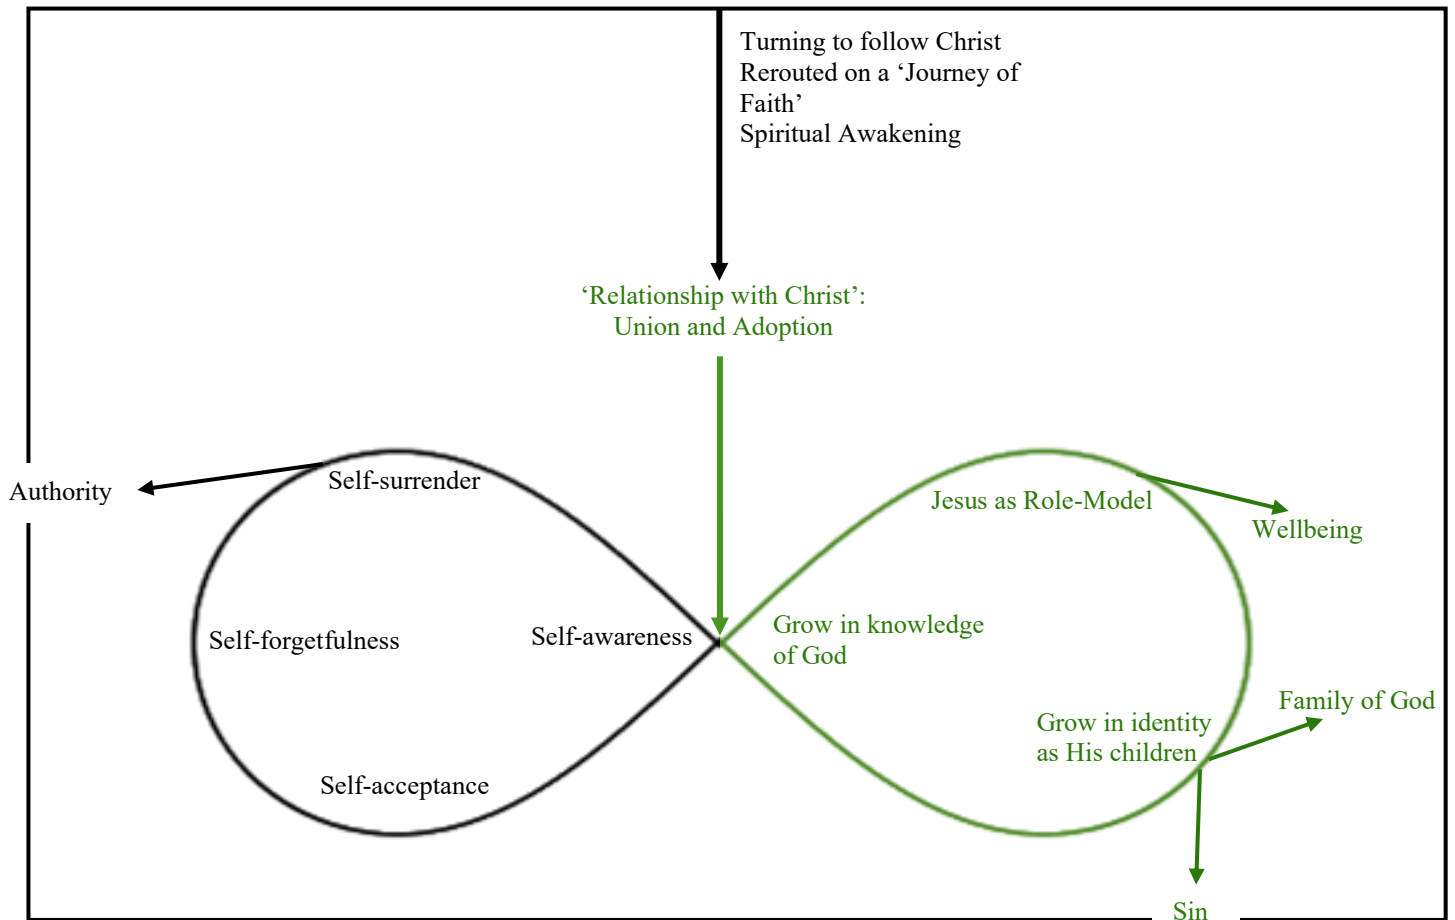 Turning to follow Christ
Rerouted on a ‘Journey of
Faith’
Spiritual Awakening
‘Relationship with Christ’:
Union and Adoption
Authority
Self-surrender
Self-forgetfulness
Self-awareness
Self-acceptance
Jesus as Role-Model
Wellbeing
Grow in knowledge
of God
Grow in identity
as His children
Family of God
Sin